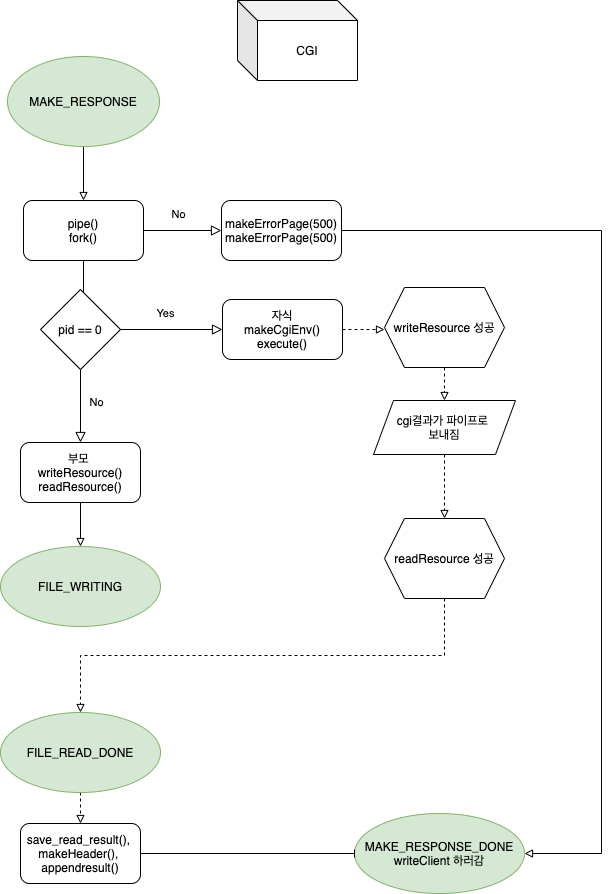 CGI
MAKE_RESPONSE
pipe()
fork()
No
makeErrorPage(500)
makeErrorPage(500)
pid == 0
Yes
자식
makeCgiEnv()
execute()
writeResource 성공
No
cgi결과가 파이프로
보내짐
부모
writeResource()
readResource()
readResource 성공
FILE_WRITING
FILE_READ_DONE
save_read_result(),
makeHeader(),
appendresult()
MAKE_RESPONSE_DONE
writeClient 하러감